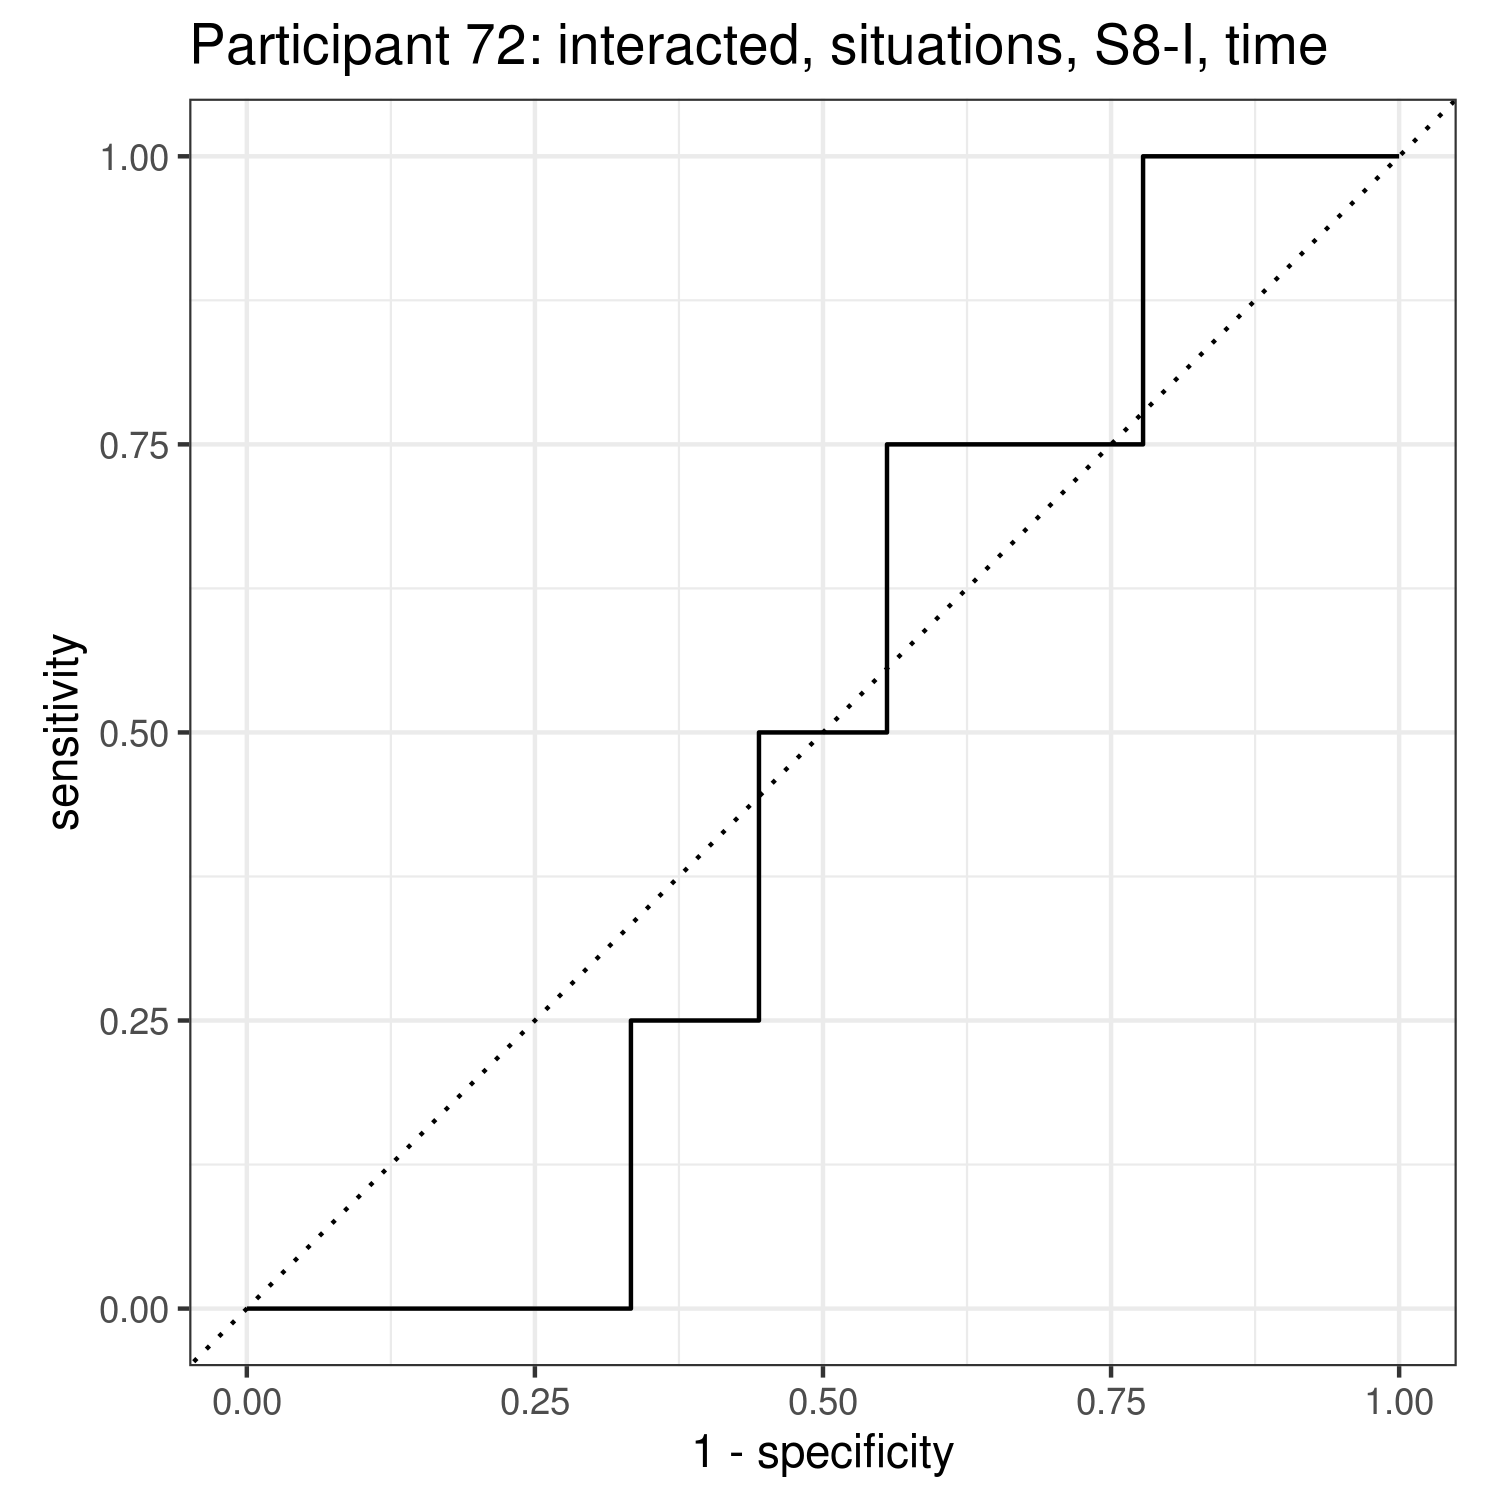 Participant 72: interacted, situations, S8-I, time
1.00
0.75
0.50
0.25
0.00
sensitivity
0.00 0.25 0.50 0.75 1.00
1 - specificity